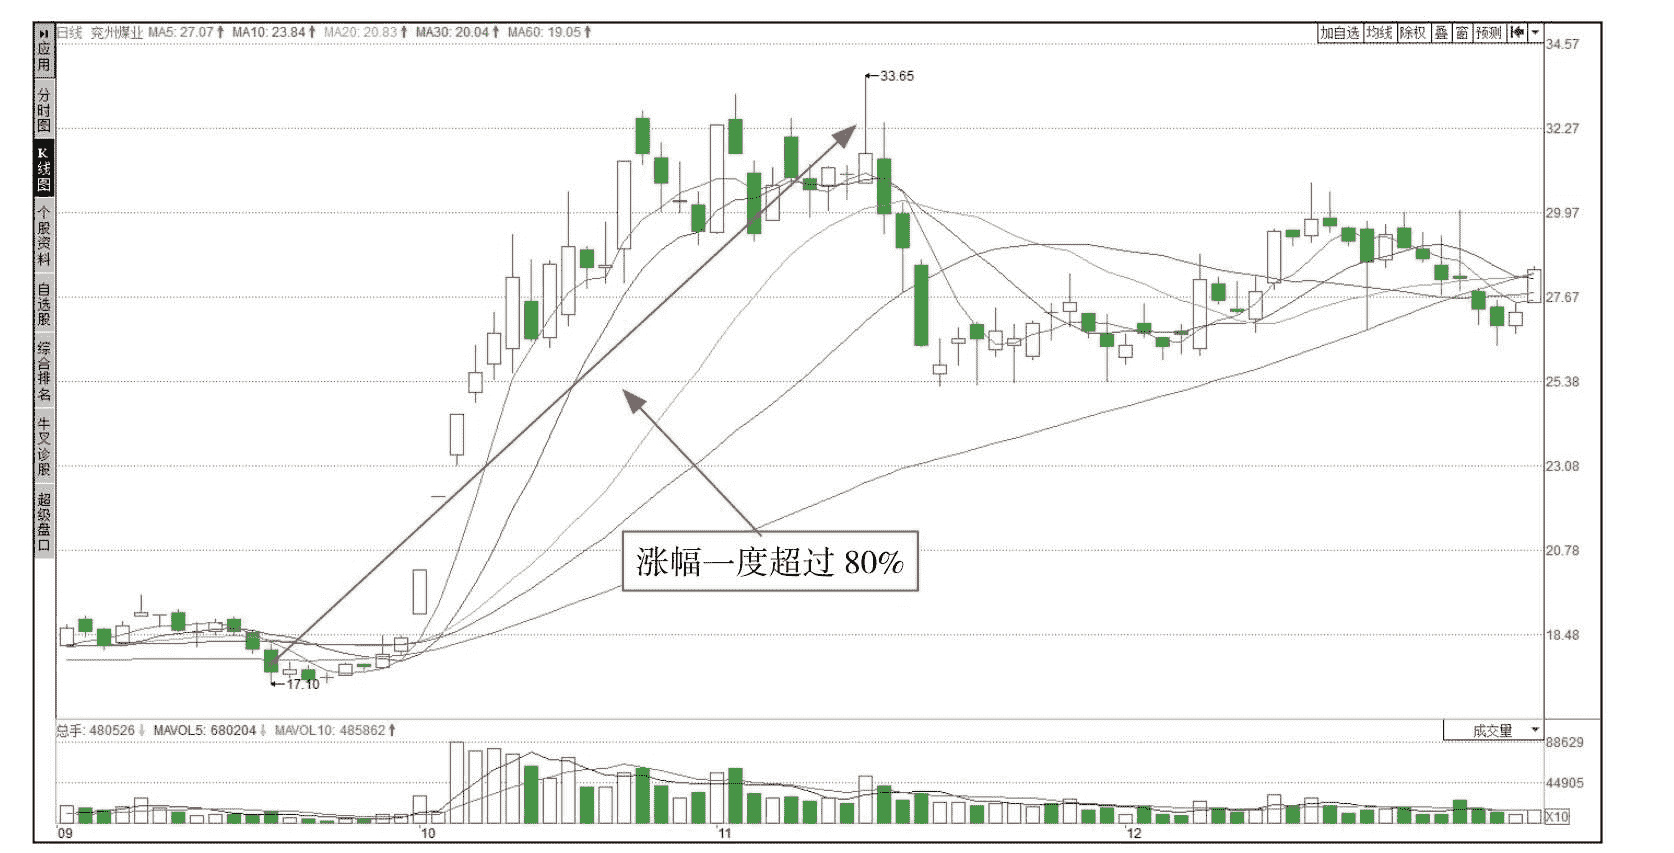 日线 兖州煤业 MA5: 27.07↑ MA10: 23.84↑ MA20: 20.83↑ MA30: 20.04↑ MA60: 19.05↑
加自选 均线 除权 叠 窗 预测
应用
分时图
K线图
个股资料
自选股
综合排名
牛叉诊股
超级盘口
34.57
33.65
32.27
29.97
27.67
25.38
23.08
涨幅一度超过 80%
20.78
18.48
17.10
总手: 480526↓ MAVOL5: 680204↓ MAVOL10: 485862↑
成交量
88629
44905
X10
09 10 11 12